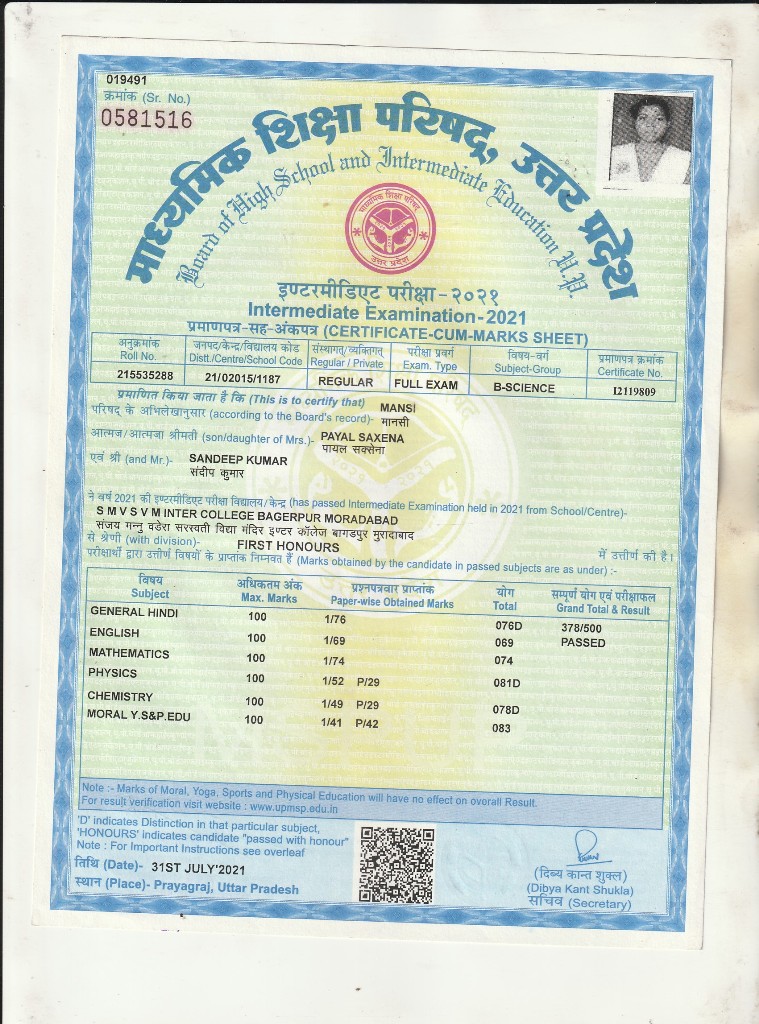 019491
क्रमांक (Sr. No.)
0581516
माध्यमिक शिक्षा परिषद्, उत्तर प्रदेश
Board of High School and Intermediate Education U.P.
माध्यमिक शिक्षा परिषद
उत्तर प्रदेश
इण्टरमीडिएट परीक्षा-२०२१
Intermediate Examination-2021
प्रमाणपत्र-सह-अंकपत्र (CERTIFICATE-CUM-MARKS SHEET)
अनुक्रमांक जनपद/केन्द्र/विद्यालय कोड संस्थागत/व्यक्तिगत् परीक्षा प्रवर्ग विषय-वर्ग प्रमाणपत्र क्रमांक
Roll No. Distt./Centre/School Code Regular / Private Exam. Type Subject-Group Certificate No.
215535288 21/02015/1187 REGULAR FULL EXAM B-SCIENCE I2119809
प्रमाणित किया जाता है कि (This is to certify that)
परिषद के अभिलेखानुसार (according to the Board's record)- MANSI
मानसी
आत्मज/आत्मजा श्रीमती (son/daughter of Mrs.)- PAYAL SAXENA
पायल सक्सेना
एवं श्री (and Mr.)- SANDEEP KUMAR
संदीप कुमार
ने वर्ष 2021 की इण्टरमीडिएट परीक्षा विद्यालय/केन्द्र (has passed Intermediate Examination held in 2021 from School/Centre)-
S M V S V M INTER COLLEGE BAGERPUR MORADABAD
संजय गन्नु वडेरा सरस्वती विद्या मंदिर इण्टर कॉलेज बागडपुर मुरादाबाद
से श्रेणी (with division)- FIRST HONOURS में उत्तीर्ण की है।
परीक्षार्थी द्वारा उत्तीर्ण विषयों के प्राप्तांक निम्नवत हैं (Marks obtained by the candidate in passed subjects are as under) :-
विषय अधिकतम अंक प्रश्नपत्रवार प्राप्तांक योग सम्पूर्ण योग एवं परीक्षाफल
Subject Max. Marks Paper-wise Obtained Marks Total Grand Total & Result
GENERAL HINDI 100 1/76 076D 378/500
ENGLISH 100 1/69 069 PASSED
MATHEMATICS 100 1/74 074
PHYSICS 100 1/52 P/29 081D
CHEMISTRY 100 1/49 P/29 078D
MORAL Y.S&P.EDU 100 1/41 P/42 083
Note :- Marks of Moral, Yoga, Sports and Physical Education will have no effect on overall Result.
For result verification visit website : www.upmsp.edu.in
'D' indicates Distinction in that particular subject,
'HONOURS' indicates candidate "passed with honour"
Note : For Important Instructions see overleaf
तिथि (Date)- 31ST JULY'2021
स्थान (Place)- Prayagraj, Uttar Pradesh
(दिब्य कान्त शुक्ल)
(Dibya Kant Shukla)
सचिव (Secretary)